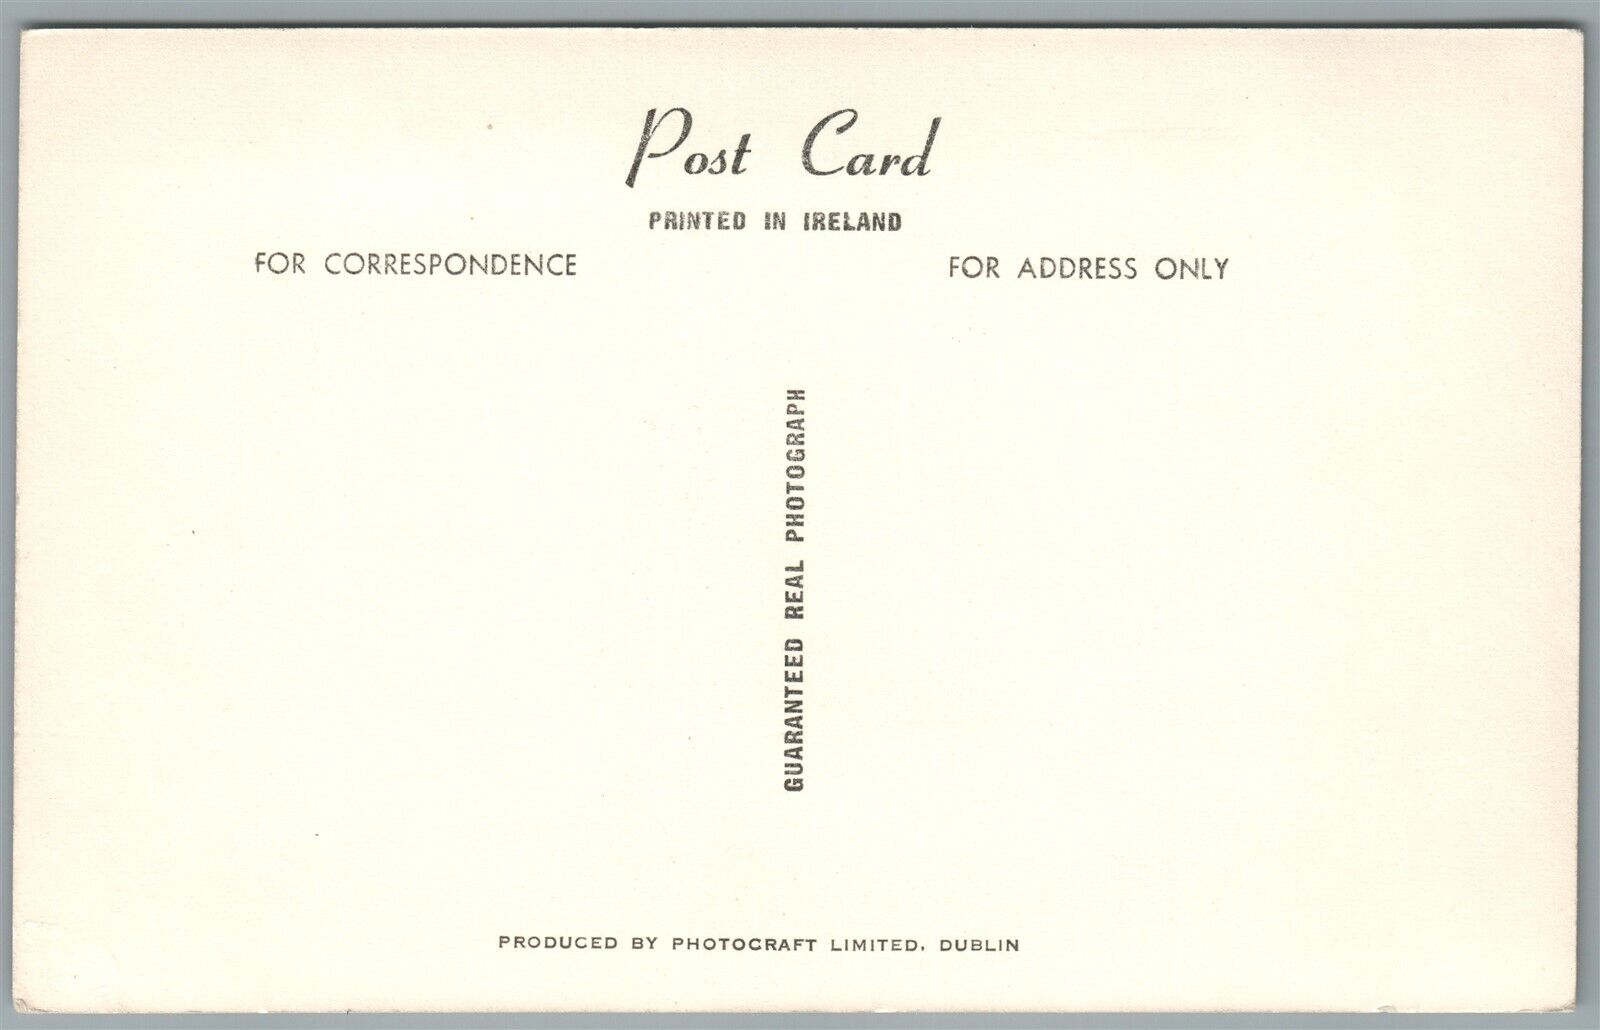 Post Card
PRINTED IN IRELAND
FOR CORRESPONDENCE
FOR ADDRESS ONLY
GUARANTEED REAL PHOTOGRAPH
PRODUCED BY PHOTOCRAFT LIMITED, DUBLIN